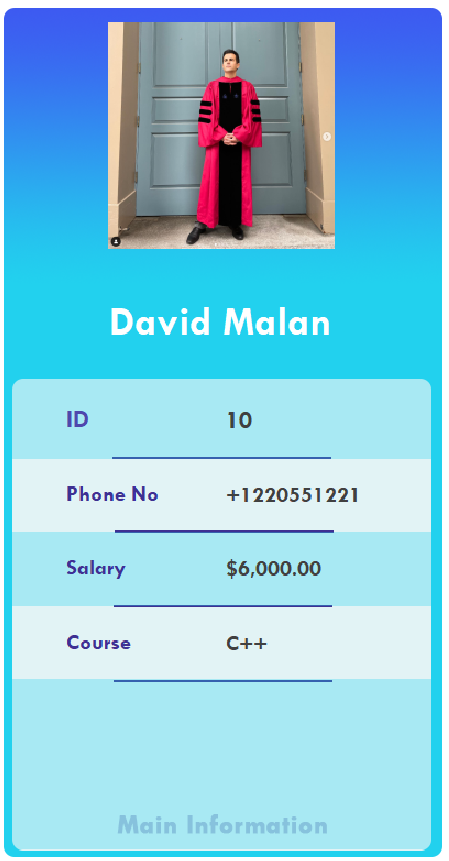 David Malan
ID 10
Phone No +1220551221
Salary $6,000.00
Course C++
Main Information